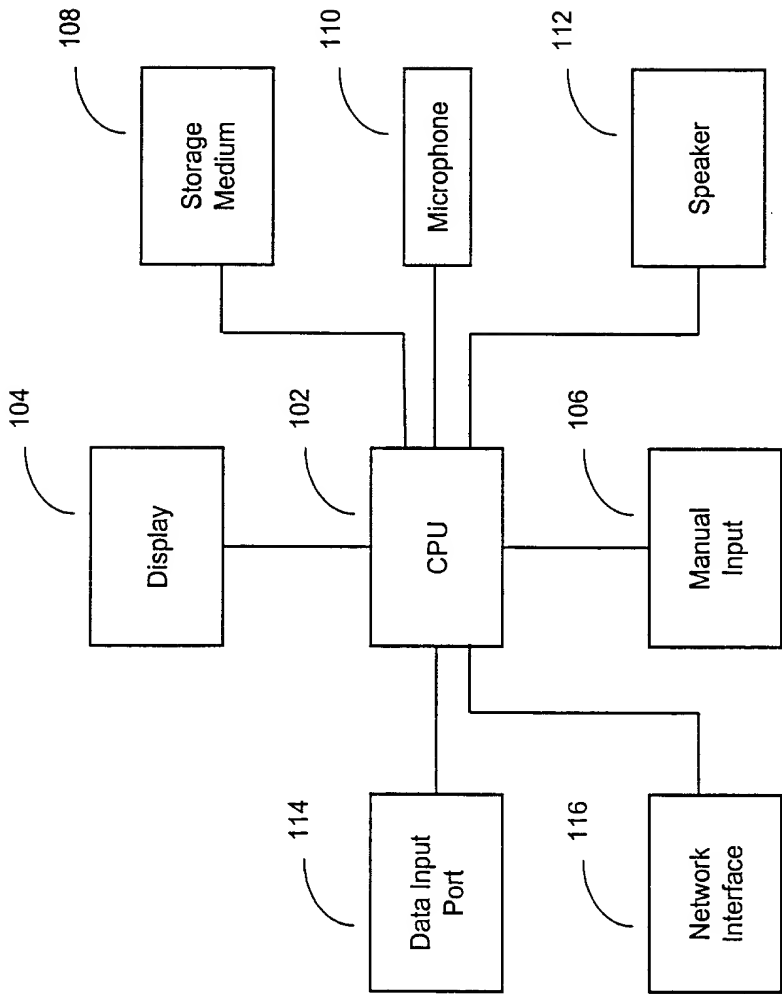 104
Display
108
Storage
Medium
114
Data Input
Port
102
CPU
110
Microphone
116
Network
Interface
106
Manual
Input
112
Speaker